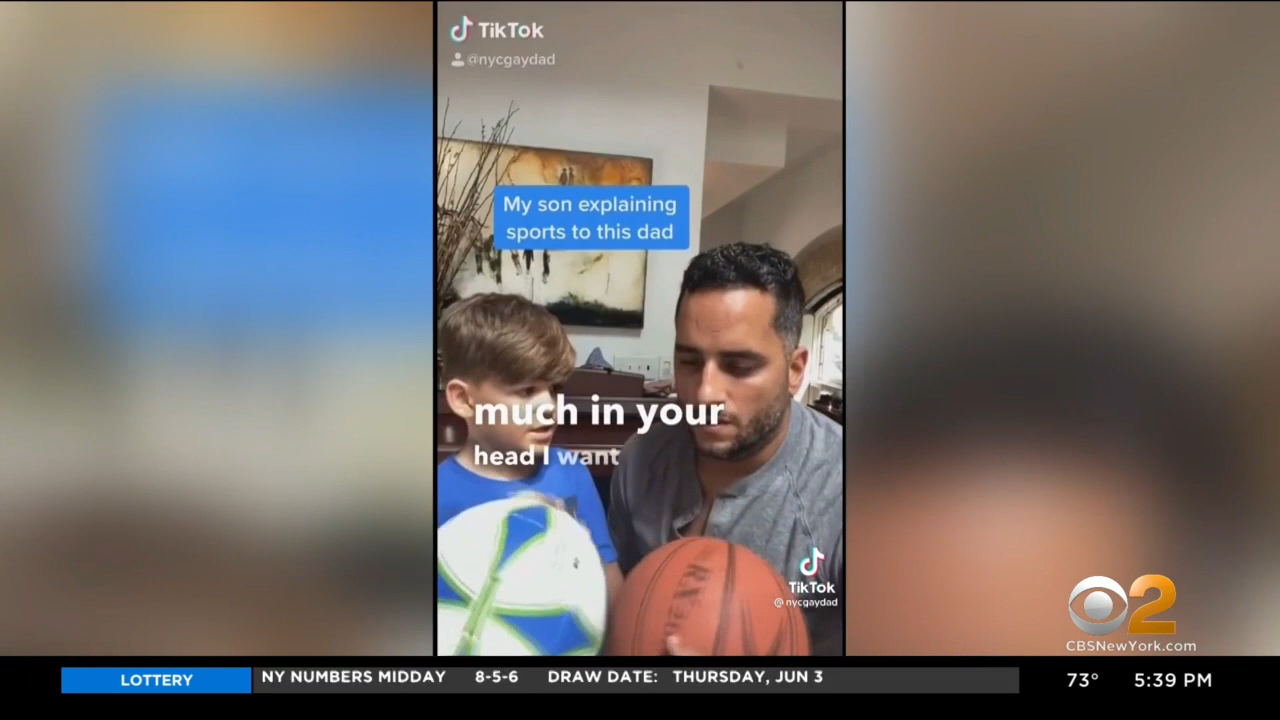 TikTok
@nycgaydad
My son explaining
sports to this dad
much in your
head I want
TikTok
@nycgaydad
2
CBSNewYork.com
LOTTERY
NY NUMBERS MIDDAY 8-5-6 DRAW DATE: THURSDAY, JUN 3
73° 5:39 PM